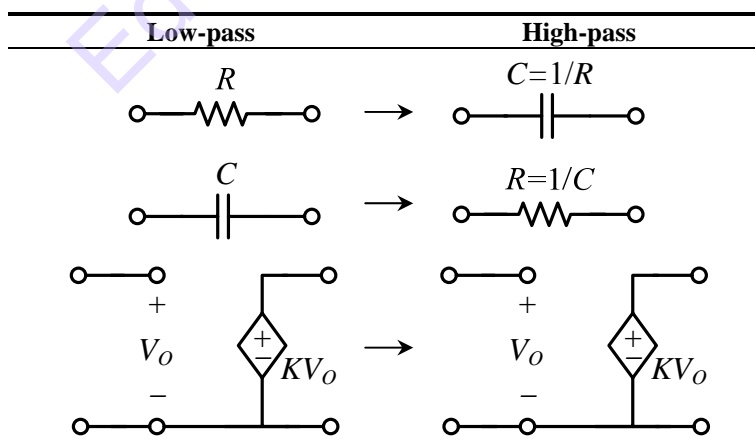 Low-pass High-pass
R C=1/R
C R=1/C
+ + + +
V_O − KV_O V_O − KV_O
− −